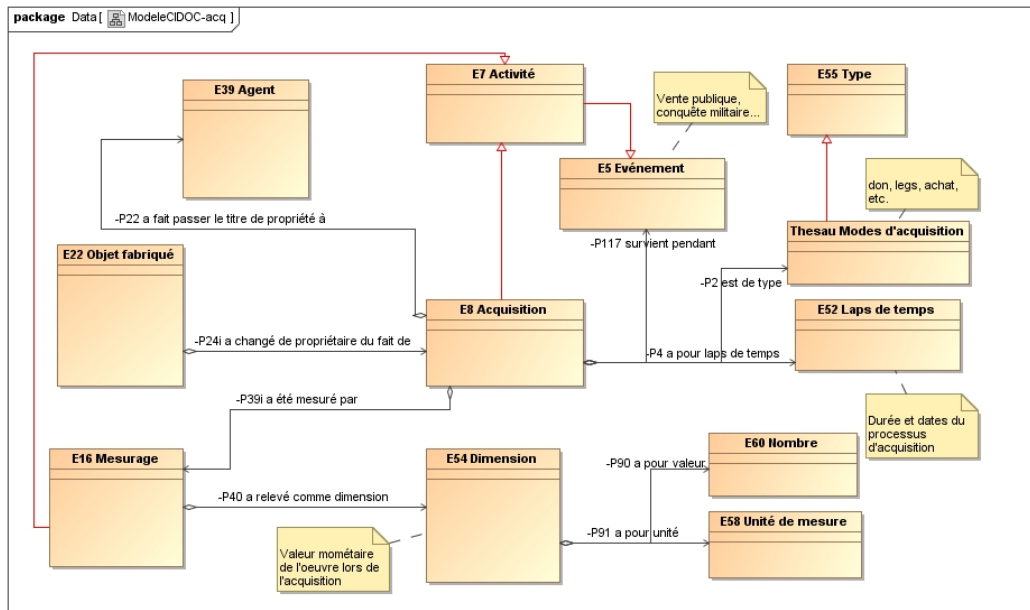 package Data [ ModeleCIDOC-acq ]
E7 Activité
E55 Type
E39 Agent
Vente publique,
conquête militaire...
E5 Evénement
don, legs, achat,
etc.
-P22 a fait passer le titre de propriété à
Thesau Modes d'acquisition
-P117 survient pendant
E22 Objet fabriqué
-P2 est de type
E8 Acquisition
E52 Laps de temps
-P24i a changé de propriétaire du fait de
-P4 a pour laps de temps
-P39i a été mesuré par
Durée et dates du
processus
d'acquisition
E16 Mesurage
E54 Dimension
E60 Nombre
-P90 a pour valeur
-P40 a relevé comme dimension
E58 Unité de mesure
-P91 a pour unité
Valeur mométaire
de l'oeuvre lors de
l'acquisition